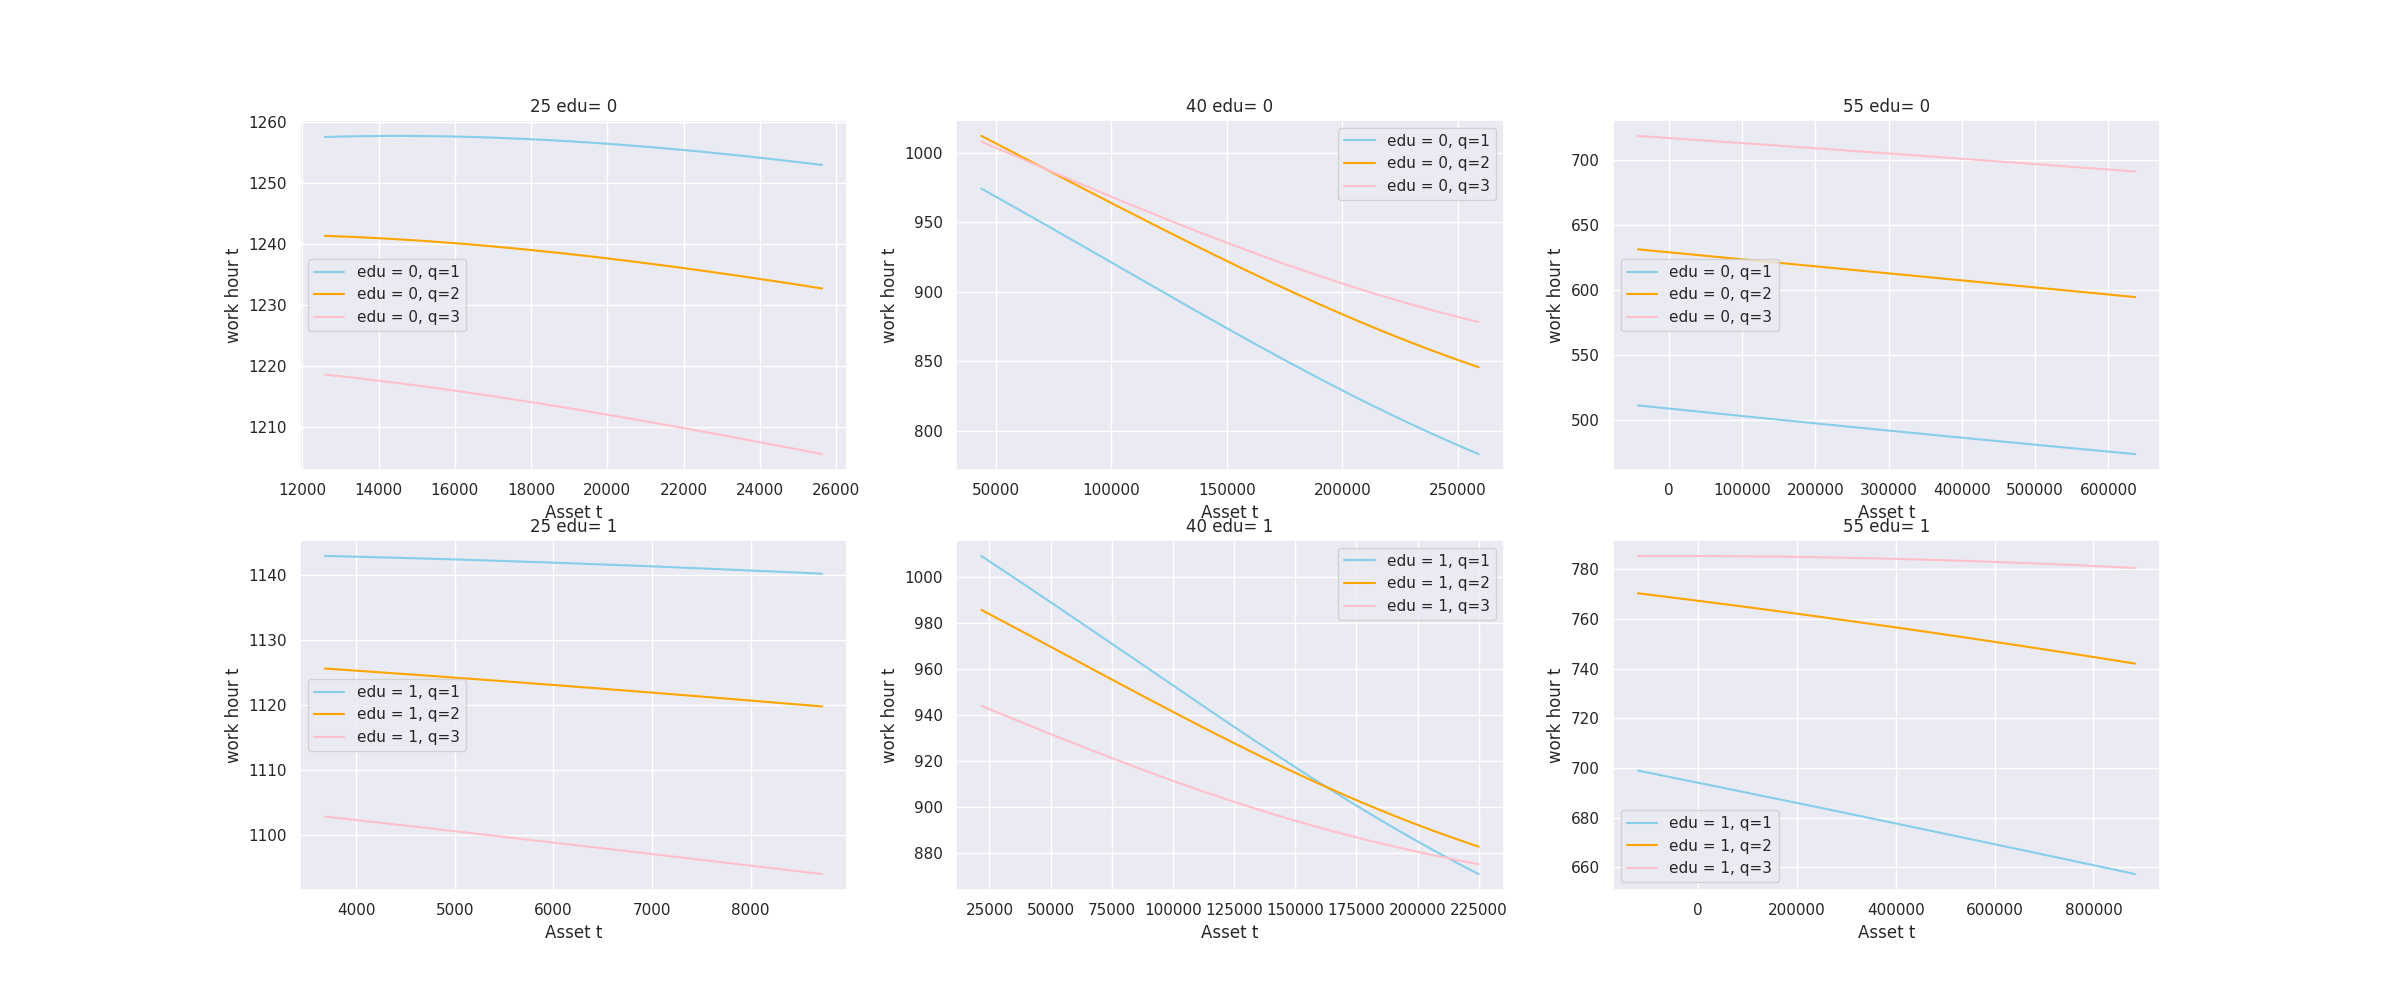 25 edu= 0
work hour t
1260
1250
1240
1230
1220
1210
edu = 0, q=1
edu = 0, q=2
edu = 0, q=3
12000 14000 16000 18000 20000 22000 24000 26000
Asset t
40 edu= 0
work hour t
1000
950
900
850
800
edu = 0, q=1
edu = 0, q=2
edu = 0, q=3
50000 100000 150000 200000 250000
Asset t
55 edu= 0
work hour t
700
650
600
550
500
edu = 0, q=1
edu = 0, q=2
edu = 0, q=3
0 100000 200000 300000 400000 500000 600000
Asset t
25 edu= 1
work hour t
1140
1130
1120
1110
1100
edu = 1, q=1
edu = 1, q=2
edu = 1, q=3
4000 5000 6000 7000 8000
Asset t
40 edu= 1
work hour t
1000
980
960
940
920
900
880
edu = 1, q=1
edu = 1, q=2
edu = 1, q=3
25000 50000 75000 100000 125000 150000 175000 200000 225000
Asset t
55 edu= 1
work hour t
780
760
740
720
700
680
660
edu = 1, q=1
edu = 1, q=2
edu = 1, q=3
0 200000 400000 600000 800000
Asset t